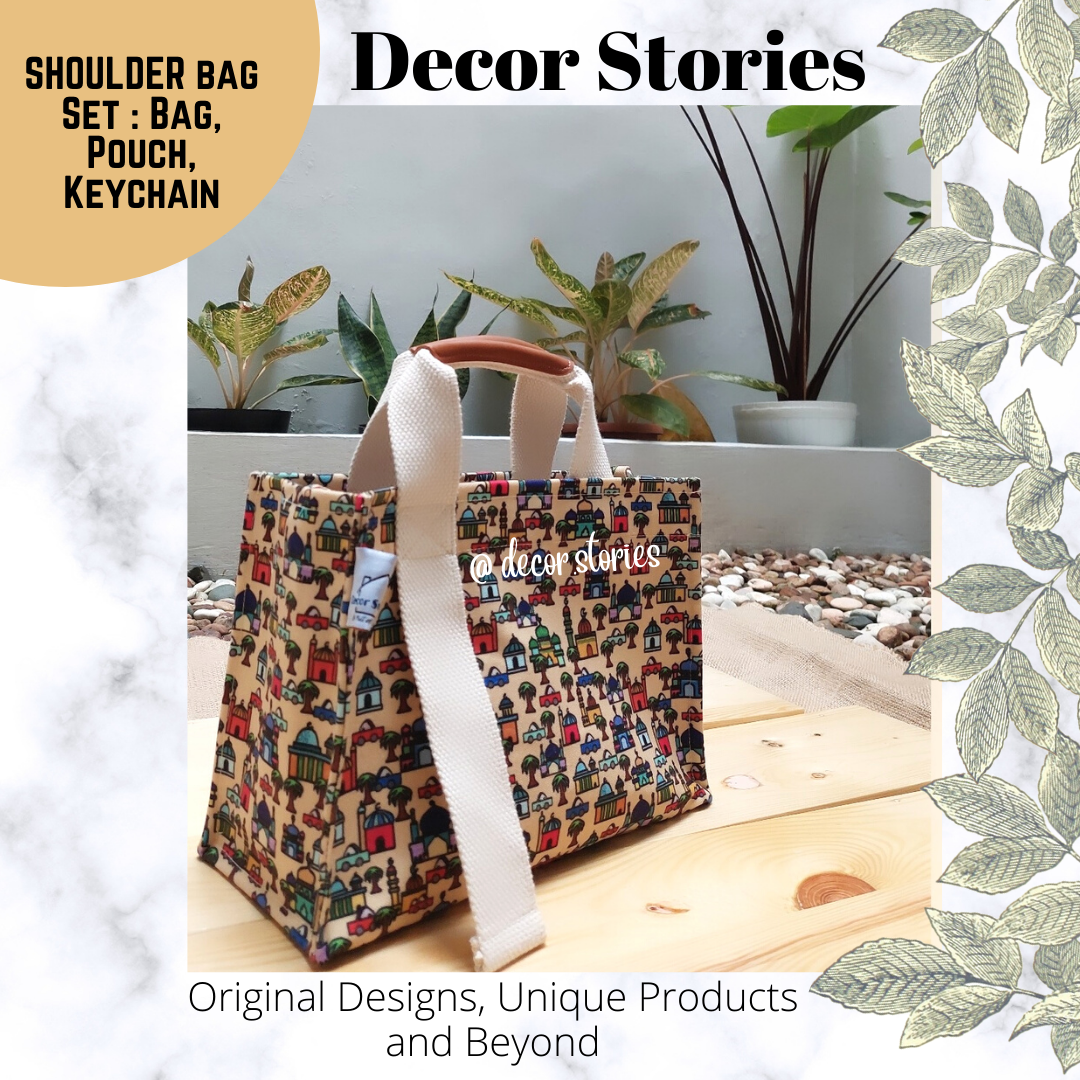 SHOULDER BAG
SET : BAG,
POUCH,
KEYCHAIN
Decor Stories
@ decor.stories
Original Designs, Unique Products
and Beyond